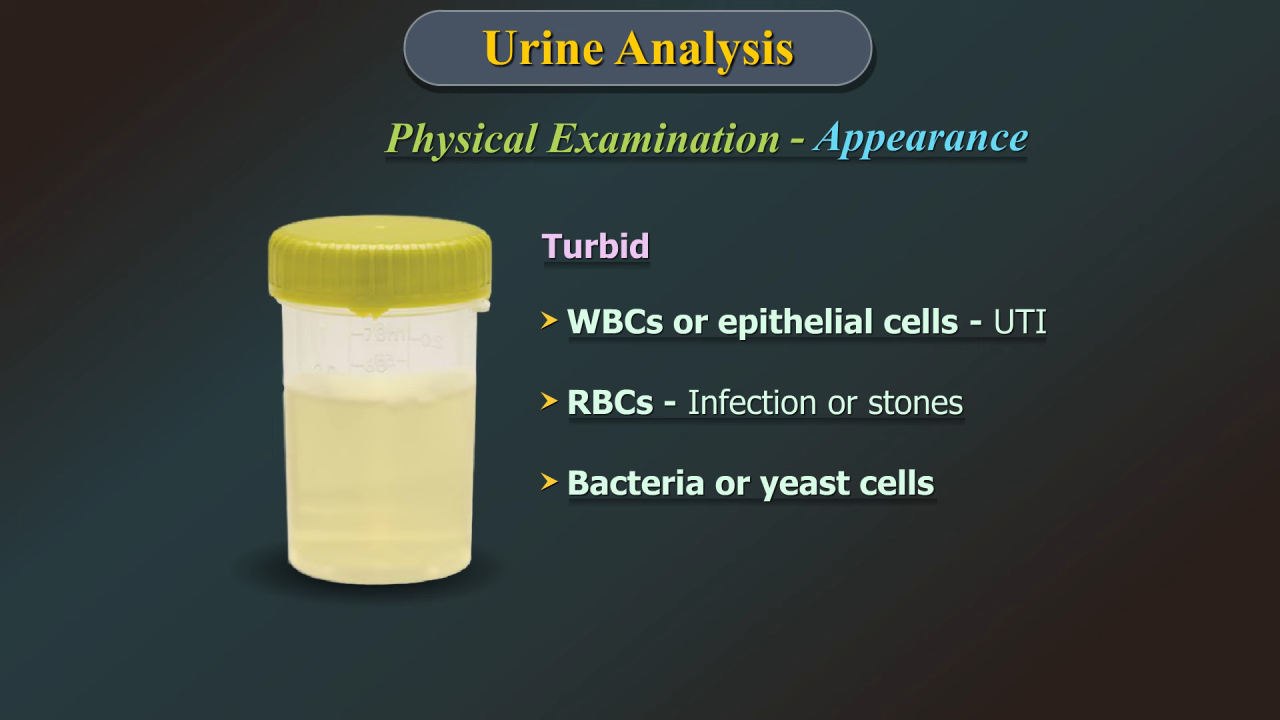 Urine Analysis
Physical Examination - Appearance
Turbid
WBCs or epithelial cells - UTI
RBCs - Infection or stones
Bacteria or yeast cells